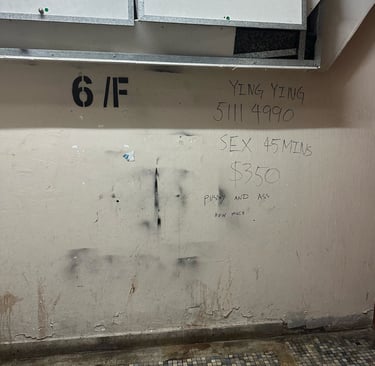 6/F
YING YING
5111 4990
SEX 45 MINS
$350
PUSSY AND ASS